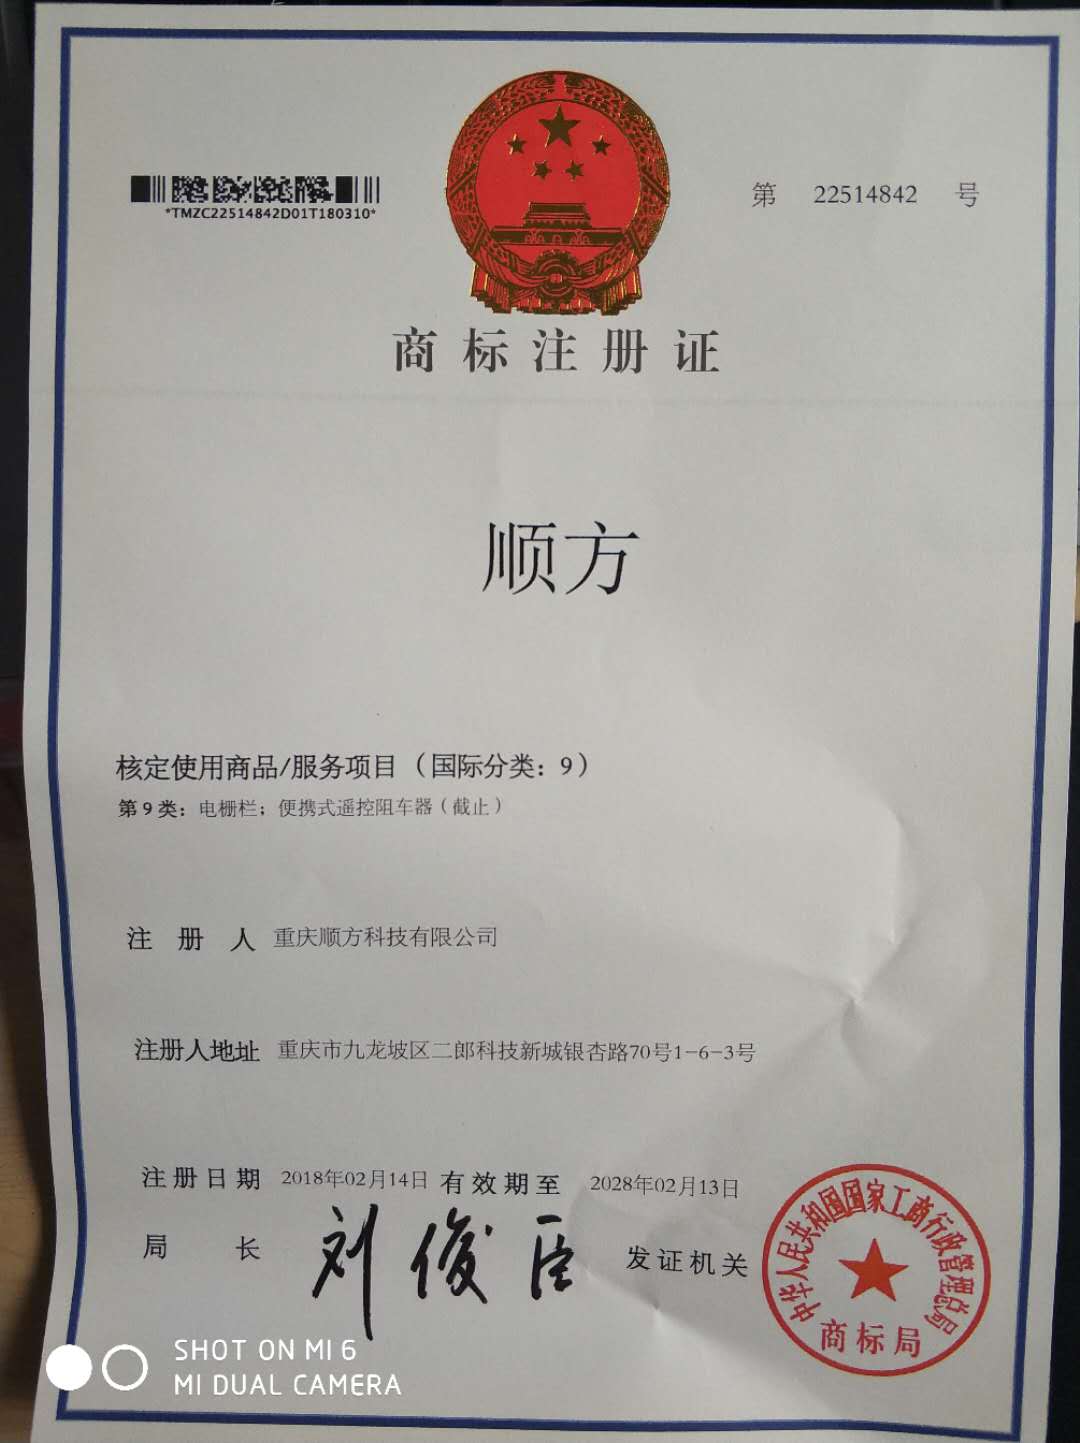 *TMZC22514842D01T180310*
第 22514842 号
商标注册证
顺方
核定使用商品/服务项目（国际分类：9）
第9类：电栅栏；便携式遥控阻车器（截止）
注册人 重庆顺方科技有限公司
注册人地址 重庆市九龙坡区二郎科技新城银杏路70号1-6-3号
注册日期 2018年02月14日 有效期至 2028年02月13日
局长 刘俊臣 发证机关
中华人民共和国国家工商行政管理总局
商标局
SHOT ON MI 6
MI DUAL CAMERA